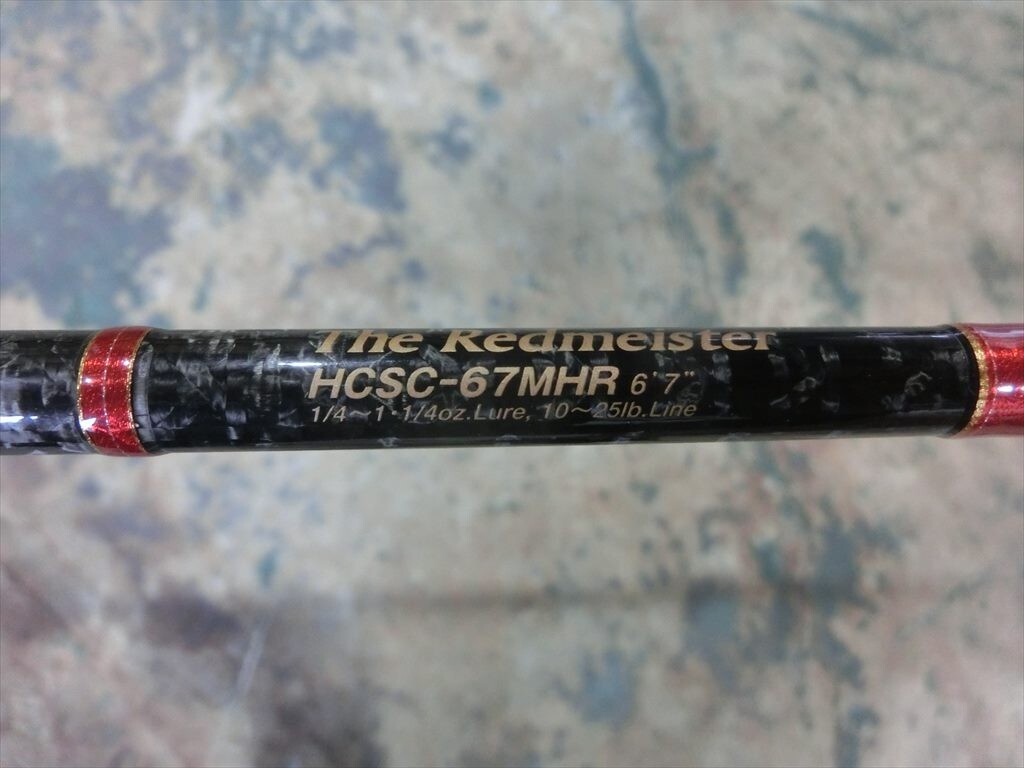 The Redmeister
HCSC-67MHR 6'7"
1/4～1・1/4oz.Lure, 10～25lb.Line